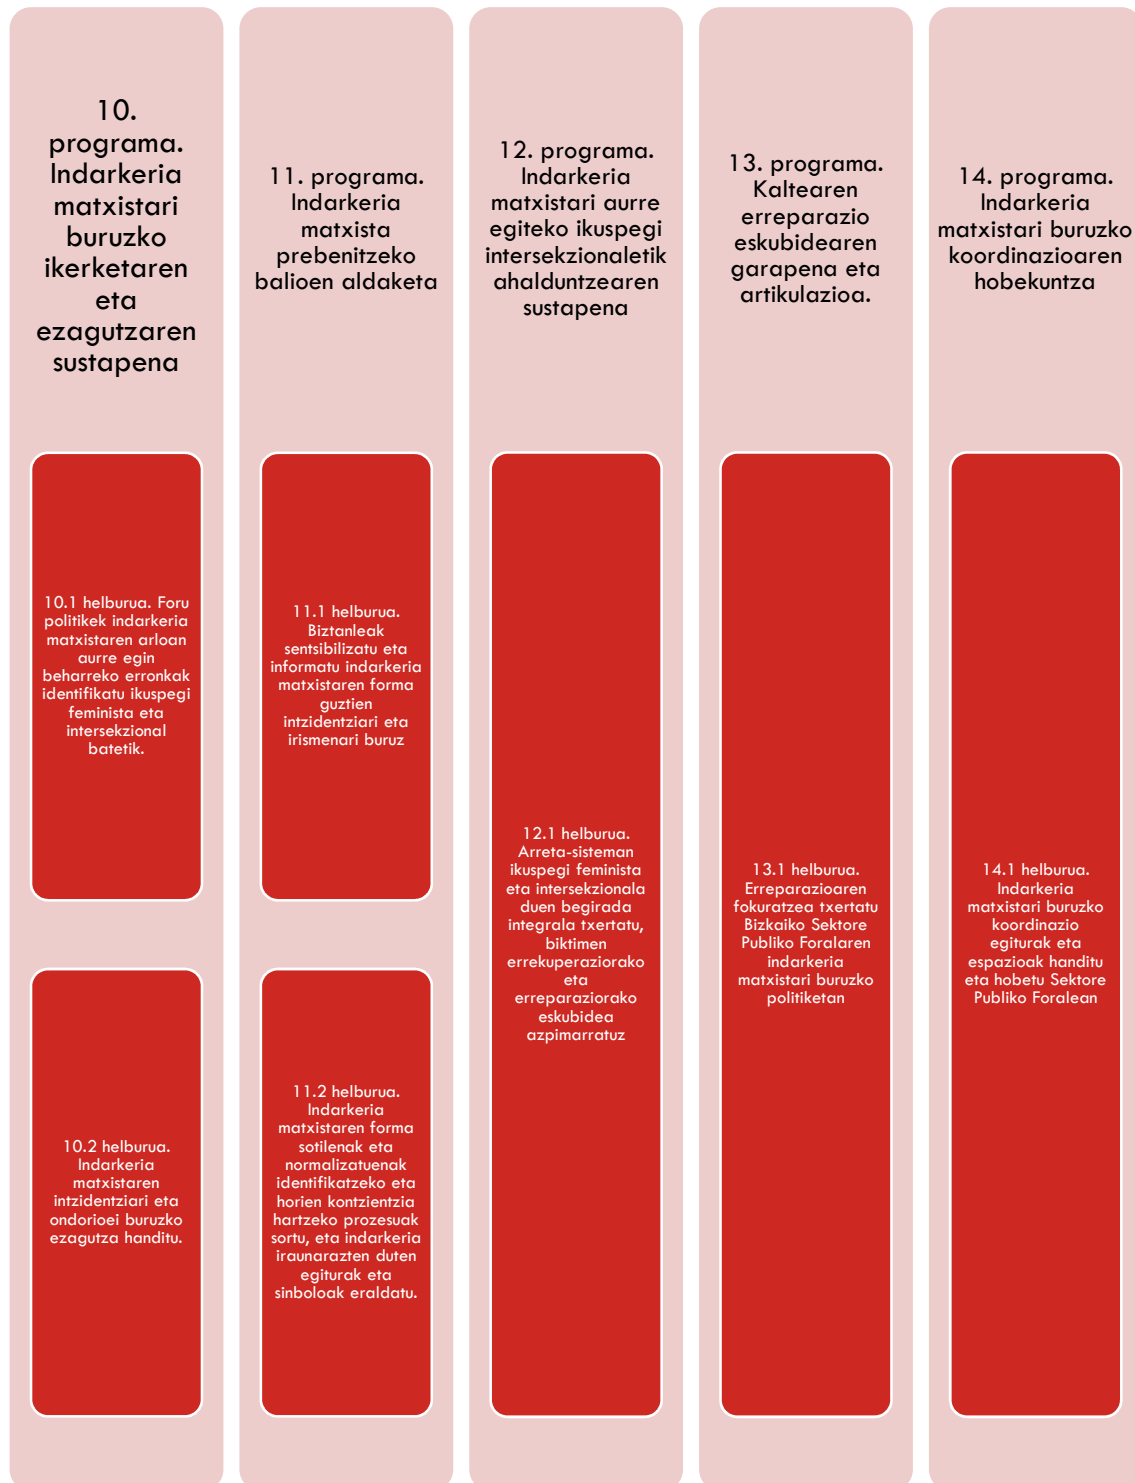 10.
programa.
Indarkeria
matxistari
buruzko
ikerketaren
eta
ezagutzaren
sustapena
10.1 helburua. Foru
politikek indarkeria
matxistaren arloan
aurre egin
beharreko erronkak
identifikatu ikuspegi
feminista eta
intersekzional
batetik.
10.2 helburua.
Indarkeria
matxistaren
intzidentziari eta
ondorioei buruzko
ezagutza handitu.
11. programa.
Indarkeria
matxista
prebenitzeko
balioen aldaketa
11.1 helburua.
Biztanleak
sentsibilizatu eta
informatu indarkeria
matxistaren forma
guztien
intzidentziari eta
irismenari buruz
11.2 helburua.
Indarkeria
matxistaren forma
sotilenak eta
normalizatuenak
identifikatzeko eta
horien kontzientzia
hartzeko prozesuak
sortu, eta indarkeria
iraunarazten duten
egiturak eta
sinboloak eraldatu.
12. programa.
Indarkeria
matxistari aurre
egiteko ikuspegi
intersekzionaletik
ahalduntzearen
sustapena
12.1 helburua.
Arreta-sisteman
ikuspegi feminista
eta intersekzionala
duen begirada
integrala txertatu,
biktimen
errekuperaziorako
eta
erreparaziorako
eskubidea
azpimarratuz
13. programa.
Kaltearen
erreparazio
eskubidearen
garapena eta
artikulazioa.
13.1 helburua.
Erreparazioaren
fokuratzea txertatu
Bizkaiko Sektore
Publiko Foralaren
indarkeria
matxistari buruzko
politiketan
14. programa.
Indarkeria
matxistari buruzko
koordinazioaren
hobekuntza
14.1 helburua.
Indarkeria
matxistari buruzko
koordinazio
egiturak eta
espazioak handitu
eta hobetu Sektore
Publiko Foralean